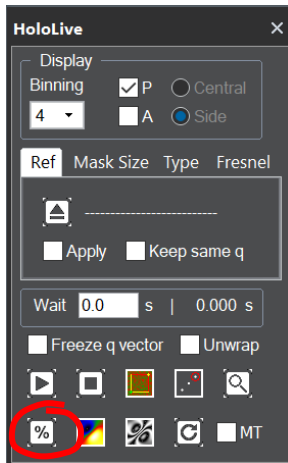 HoloLive ×
Display
Binning P Central
4 A Side
Ref Mask Size Type Fresnel
---------------------------
Apply Keep same q
Wait 0.0 s | 0.000 s
Freeze q vector Unwrap
% % C MT